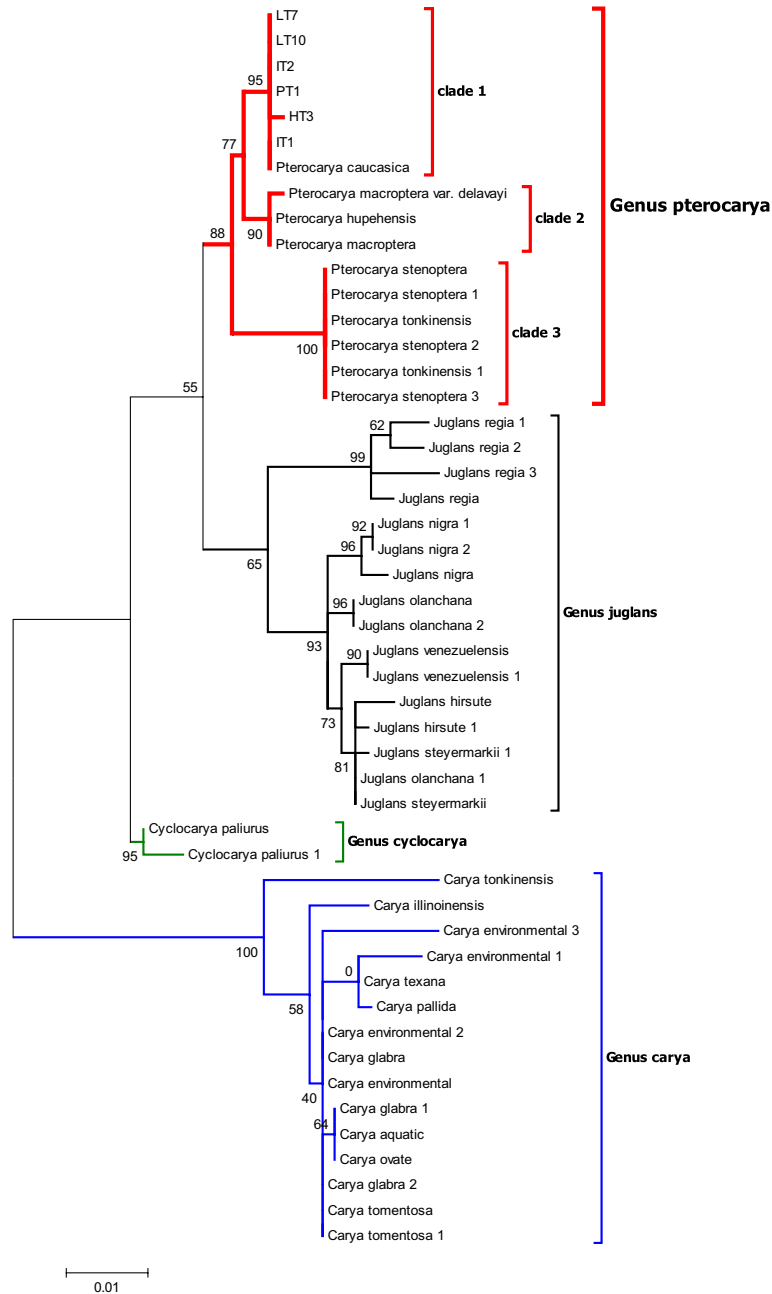 LT7
LT10
IT2
95
PT1
clade 1
HT3
77
IT1
Pterocarya caucasica
Pterocarya macroptera var. delavayi
Genus pterocarya
Pterocarya hupehensis
clade 2
88
90
Pterocarya macroptera
Pterocarya stenoptera
Pterocarya stenoptera 1
Pterocarya tonkinensis
clade 3
100
Pterocarya stenoptera 2
Pterocarya tonkinensis 1
55
Pterocarya stenoptera 3
62
Juglans regia 1
Juglans regia 2
99
Juglans regia 3
Juglans regia
92
Juglans nigra 1
96
Juglans nigra 2
65
Juglans nigra
96
Juglans olanchana
Genus juglans
Juglans olanchana 2
93
90
Juglans venezuelensis
Juglans venezuelensis 1
Juglans hirsute
73
Juglans hirsute 1
Juglans steyermarkii 1
81
Juglans olanchana 1
Juglans steyermarkii
Cyclocarya paliurus
Genus cyclocarya
95
Cyclocarya paliurus 1
Carya tonkinensis
Carya illinoinensis
Carya environmental 3
100
Carya environmental 1
0
Carya texana
58
Carya pallida
Carya environmental 2
Carya glabra
Genus carya
Carya environmental
40
Carya glabra 1
64
Carya aquatic
Carya ovate
Carya glabra 2
Carya tomentosa
Carya tomentosa 1
0.01